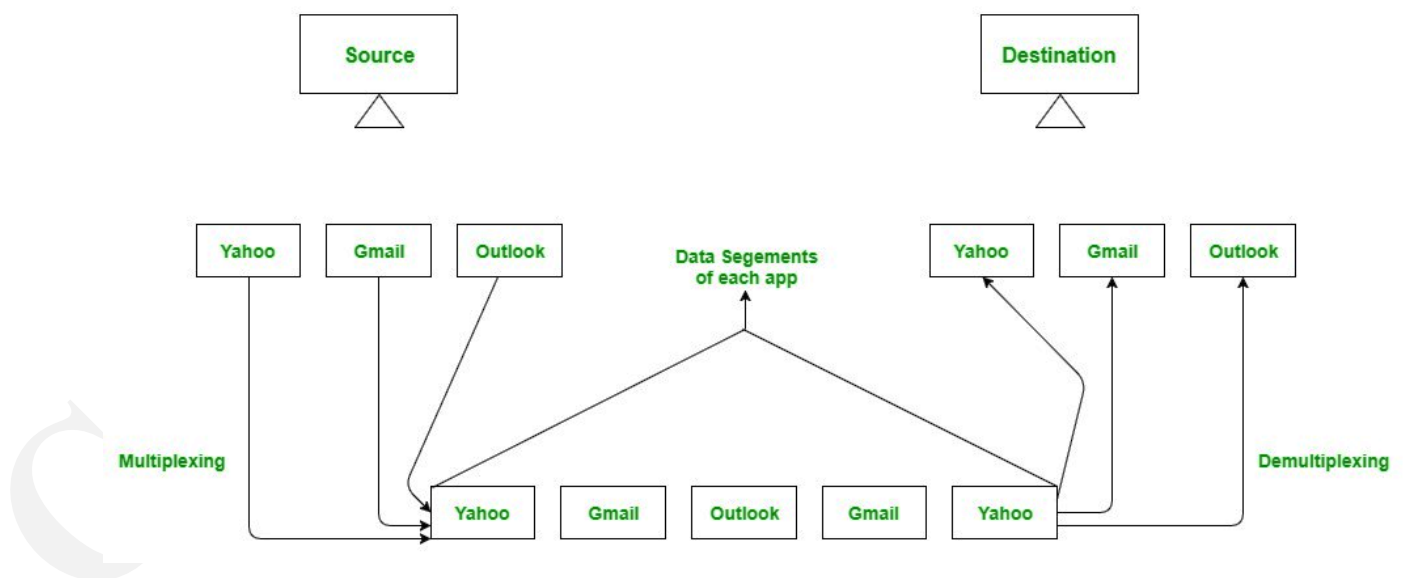 Source
Destination
Yahoo
Gmail
Outlook
Data Segements
of each app
Yahoo
Gmail
Outlook
Multiplexing
Demultiplexing
Yahoo
Gmail
Outlook
Gmail
Yahoo